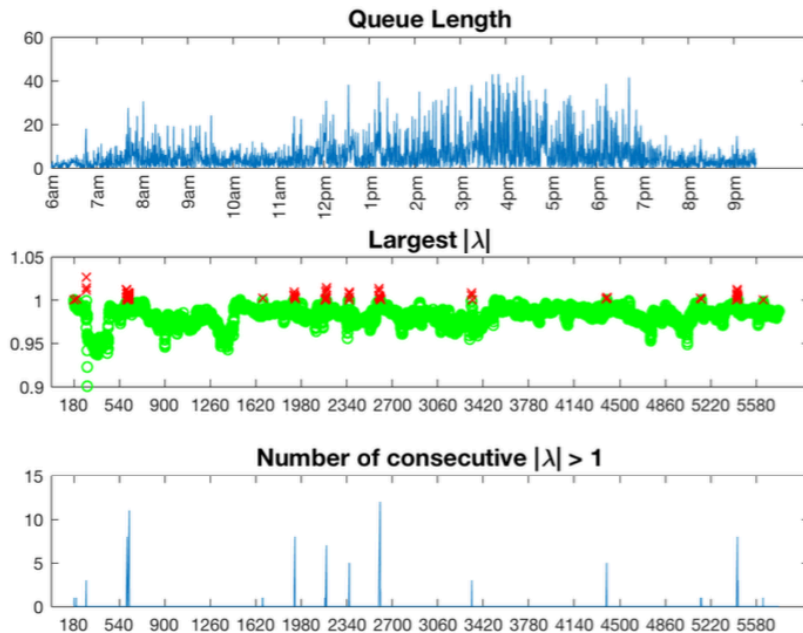 Queue Length
60
40
20
0
6am 7am 8am 9am 10am 11am 12pm 1pm 2pm 3pm 4pm 5pm 6pm 7pm 8pm 9pm
Largest |λ|
1.05
1
0.95
0.9
180 540 900 1260 1620 1980 2340 2700 3060 3420 3780 4140 4500 4860 5220 5580
Number of consecutive |λ| > 1
15
10
5
0
180 540 900 1260 1620 1980 2340 2700 3060 3420 3780 4140 4500 4860 5220 5580